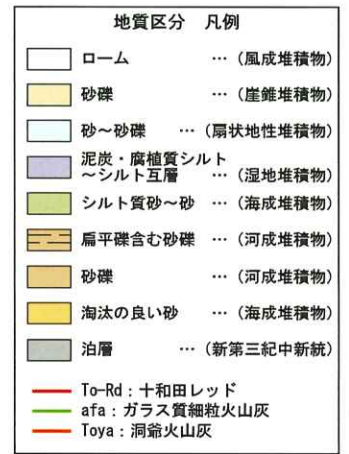 地質区分 凡例
ローム … (風成堆積物)
砂礫 … (崖錐堆積物)
砂～砂礫 … (扇状地性堆積物)
泥炭・腐植質シルト
～シルト互層 … (湿地堆積物)
シルト質砂～砂 … (海成堆積物)
扁平礫含む砂礫 … (河成堆積物)
砂礫 … (河成堆積物)
淘汰の良い砂 … (海成堆積物)
泊層 … (新第三紀中新統)
To-Rd：十和田レッド
afa：ガラス質細粒火山灰
Toya：洞爺火山灰